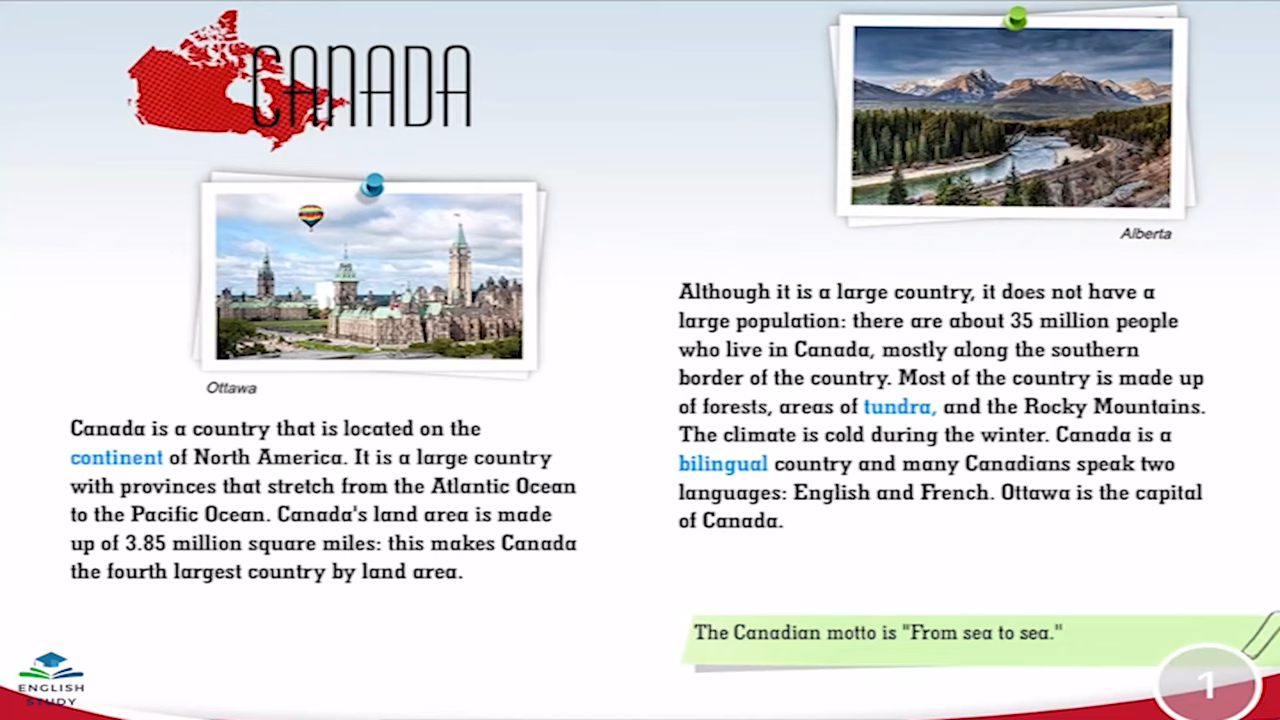 CANADA
Ottawa
Canada is a country that is located on the
continent of North America. It is a large country
with provinces that stretch from the Atlantic Ocean
to the Pacific Ocean. Canada's land area is made
up of 3.85 million square miles: this makes Canada
the fourth largest country by land area.
Alberta
Although it is a large country, it does not have a
large population: there are about 35 million people
who live in Canada, mostly along the southern
border of the country. Most of the country is made up
of forests, areas of tundra, and the Rocky Mountains.
The climate is cold during the winter. Canada is a
bilingual country and many Canadians speak two
languages: English and French. Ottawa is the capital
of Canada.
The Canadian motto is "From sea to sea."
ENGLISH
STUDY
1